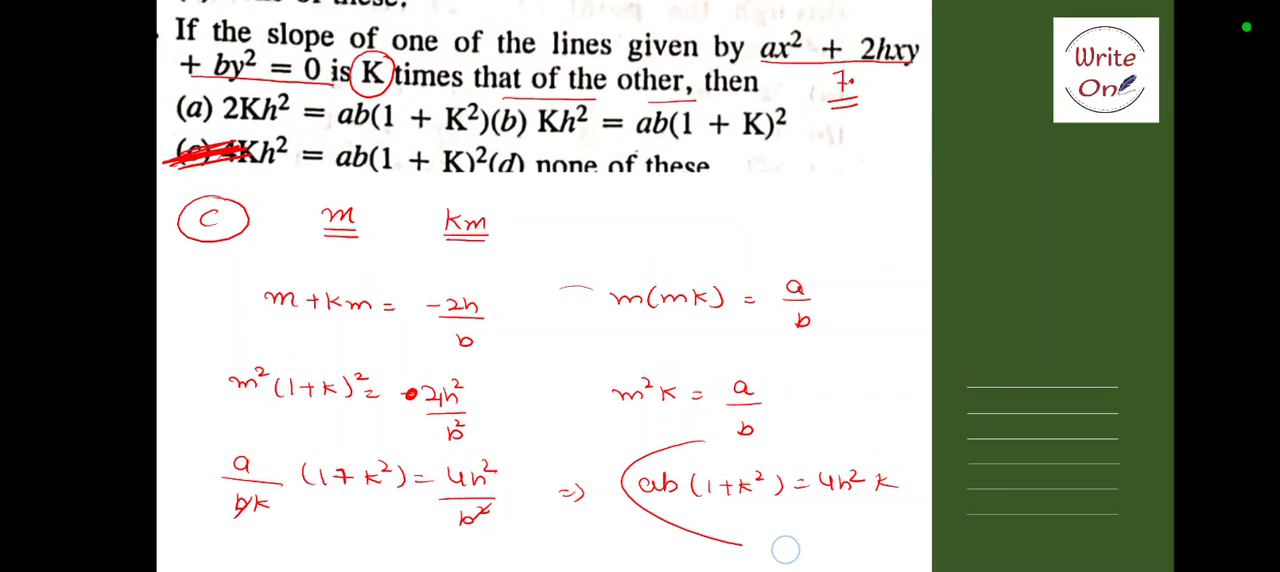 If the slope of one of the lines given by ax² + 2hxy
+ by² = 0 is K times that of the other, then
7.
(a) 2Kh² = ab(1 + K²)(b) Kh² = ab(1 + K)²
(c) 4Kh² = ab(1 + K)²(d) none of these
Write
On
C m km
m + km = -2h/b m(mk) = a/b
m²(1+k)² = 4h²/b² m²k = a/b
a/bk (1+k²) = 4h²/b² => ab(1+k²) = 4h²k